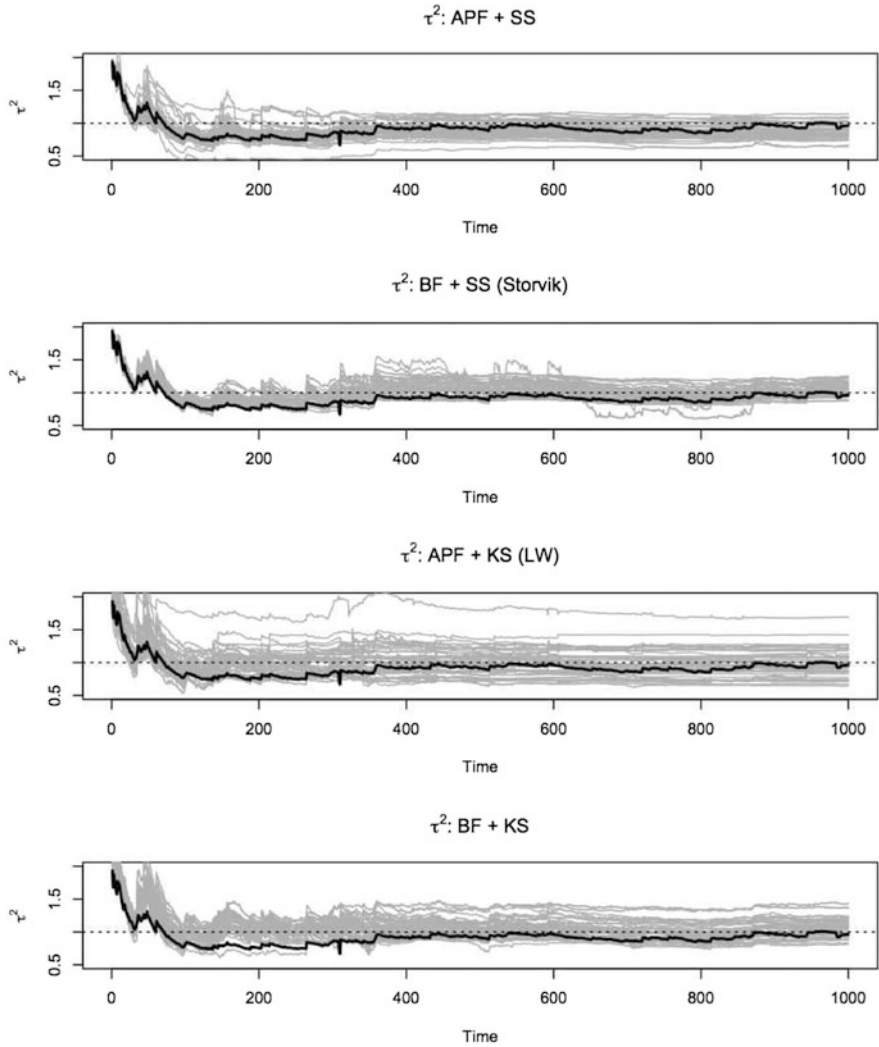 τ²: APF + SS
τ²
1.5
0.5
0 200 400 600 800 1000
Time
τ²: BF + SS (Storvik)
τ²
1.5
0.5
0 200 400 600 800 1000
Time
τ²: APF + KS (LW)
τ²
1.5
0.5
0 200 400 600 800 1000
Time
τ²: BF + KS
τ²
1.5
0.5
0 200 400 600 800 1000
Time